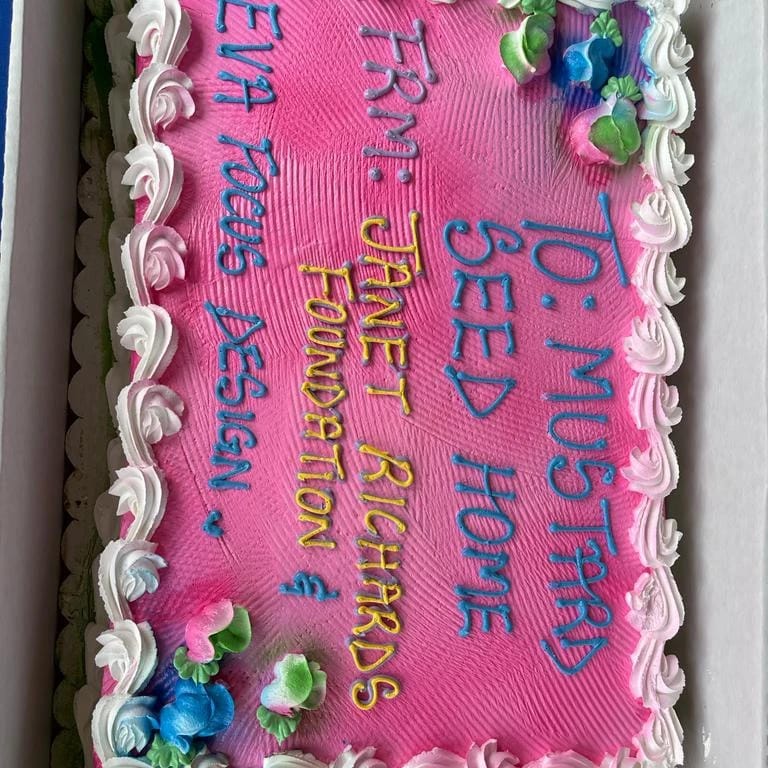 TO: MUSTARD
SEED HOME
FRM: JANET RICHARDS
FOUNDATION &
EVA FOCUS DESIGN